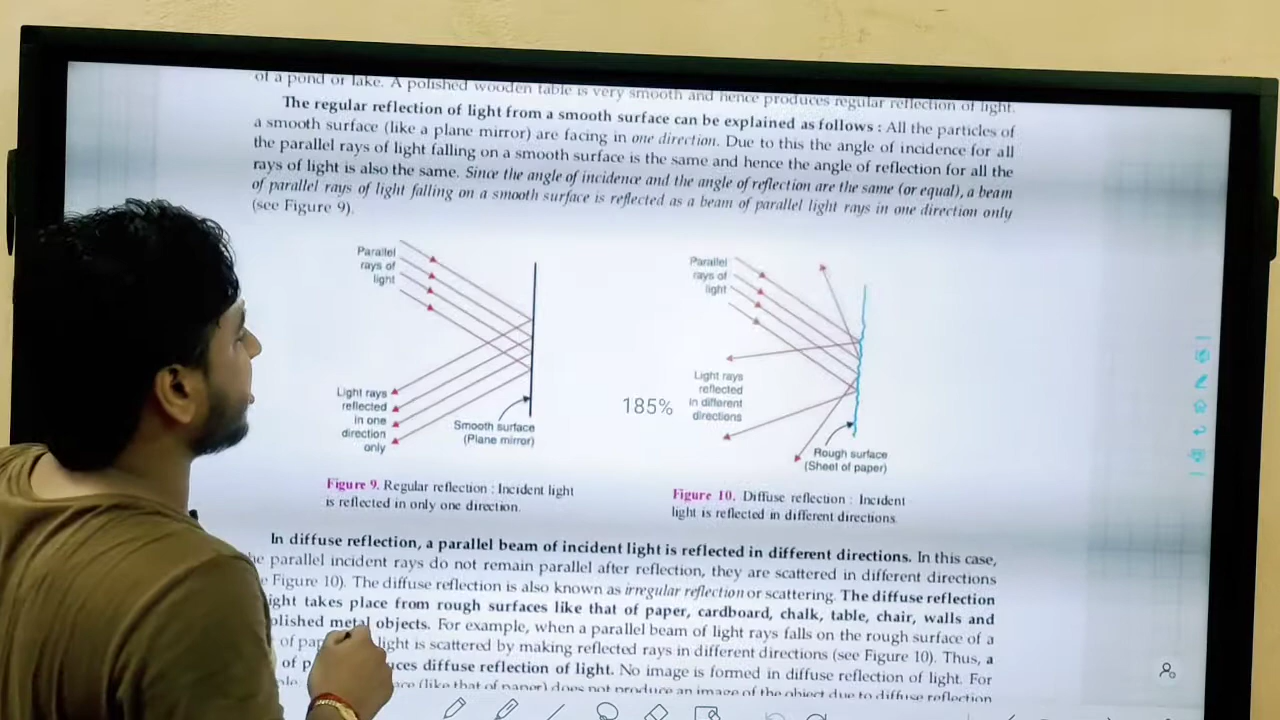 of a pond or lake. A polished wooden table is very smooth and hence produces regular reflection of light.
The regular reflection of light from a smooth surface can be explained as follows : All the particles of
a smooth surface (like a plane mirror) are facing in one direction. Due to this the angle of incidence for all
the parallel rays of light falling on a smooth surface is the same and hence the angle of reflection for all the
rays of light is also the same. Since the angle of incidence and the angle of reflection are the same (or equal), a beam
of parallel rays of light falling on a smooth surface is reflected as a beam of parallel light rays in one direction only
(see Figure 9).
Parallel
rays of
light
Light rays
reflected
in one
direction
only
Smooth surface
(Plane mirror)
Figure 9. Regular reflection : Incident light
is reflected in only one direction.
185%
Parallel
rays of
light
Light rays
reflected
in different
directions
Rough surface
(Sheet of paper)
Figure 10. Diffuse reflection : Incident
light is reflected in different directions.
In diffuse reflection, a parallel beam of incident light is reflected in different directions. In this case,
he parallel incident rays do not remain parallel after reflection, they are scattered in different directions
e Figure 10). The diffuse reflection is also known as irregular reflection or scattering. The diffuse reflection
ight takes place from rough surfaces like that of paper, cardboard, chalk, table, chair, walls and
olished metal objects. For example, when a parallel beam of light rays falls on the rough surface of a
of pap light is scattered by making reflected rays in different directions (see Figure 10). Thus, a
of p uces diffuse reflection of light. No image is formed in diffuse reflection of light. For
(like that of paper) does not produce an image of the object due to diffuse reflection